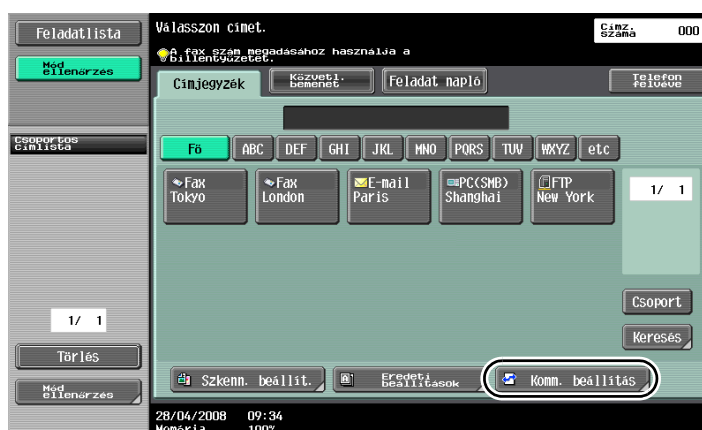 Feladatlista
Mód
ellenőrzés
Csoportos
címlista
1/ 1
Törlés
Mód
ellenőrzés
Válasszon címet.
A fax szám megadásához használja a
billentyűzetet.
Címz.
száma 000
Címjegyzék
Közvetl.
bemenet
Feladat napló
Telefon
felvéve
Fő ABC DEF GHI JKL MNO PQRS TUV WXYZ etc
Fax
Tokyo
Fax
London
E-mail
Paris
PC(SMB)
Shanghai
FTP
New York
1/ 1
Csoport
Keresés
Szkenn. beállít.
Eredeti
beállítások
Komm. beállítás
28/04/2008 09:34
Memória 100%